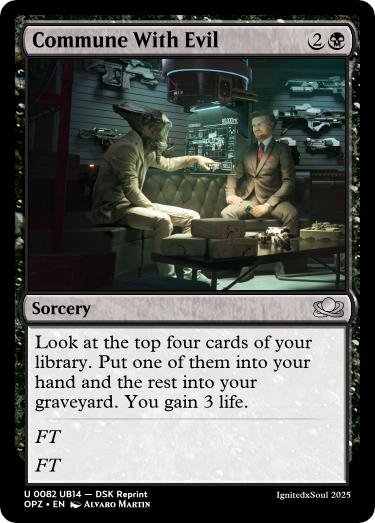 Commune With Evil 2
Sorcery
Look at the top four cards of your
library. Put one of them into your
hand and the rest into your
graveyard. You gain 3 life.
FT
FT
U 0082 UB14 — DSK Reprint
OPZ • EN Alvaro Martin
IgnitedxSoul 2025